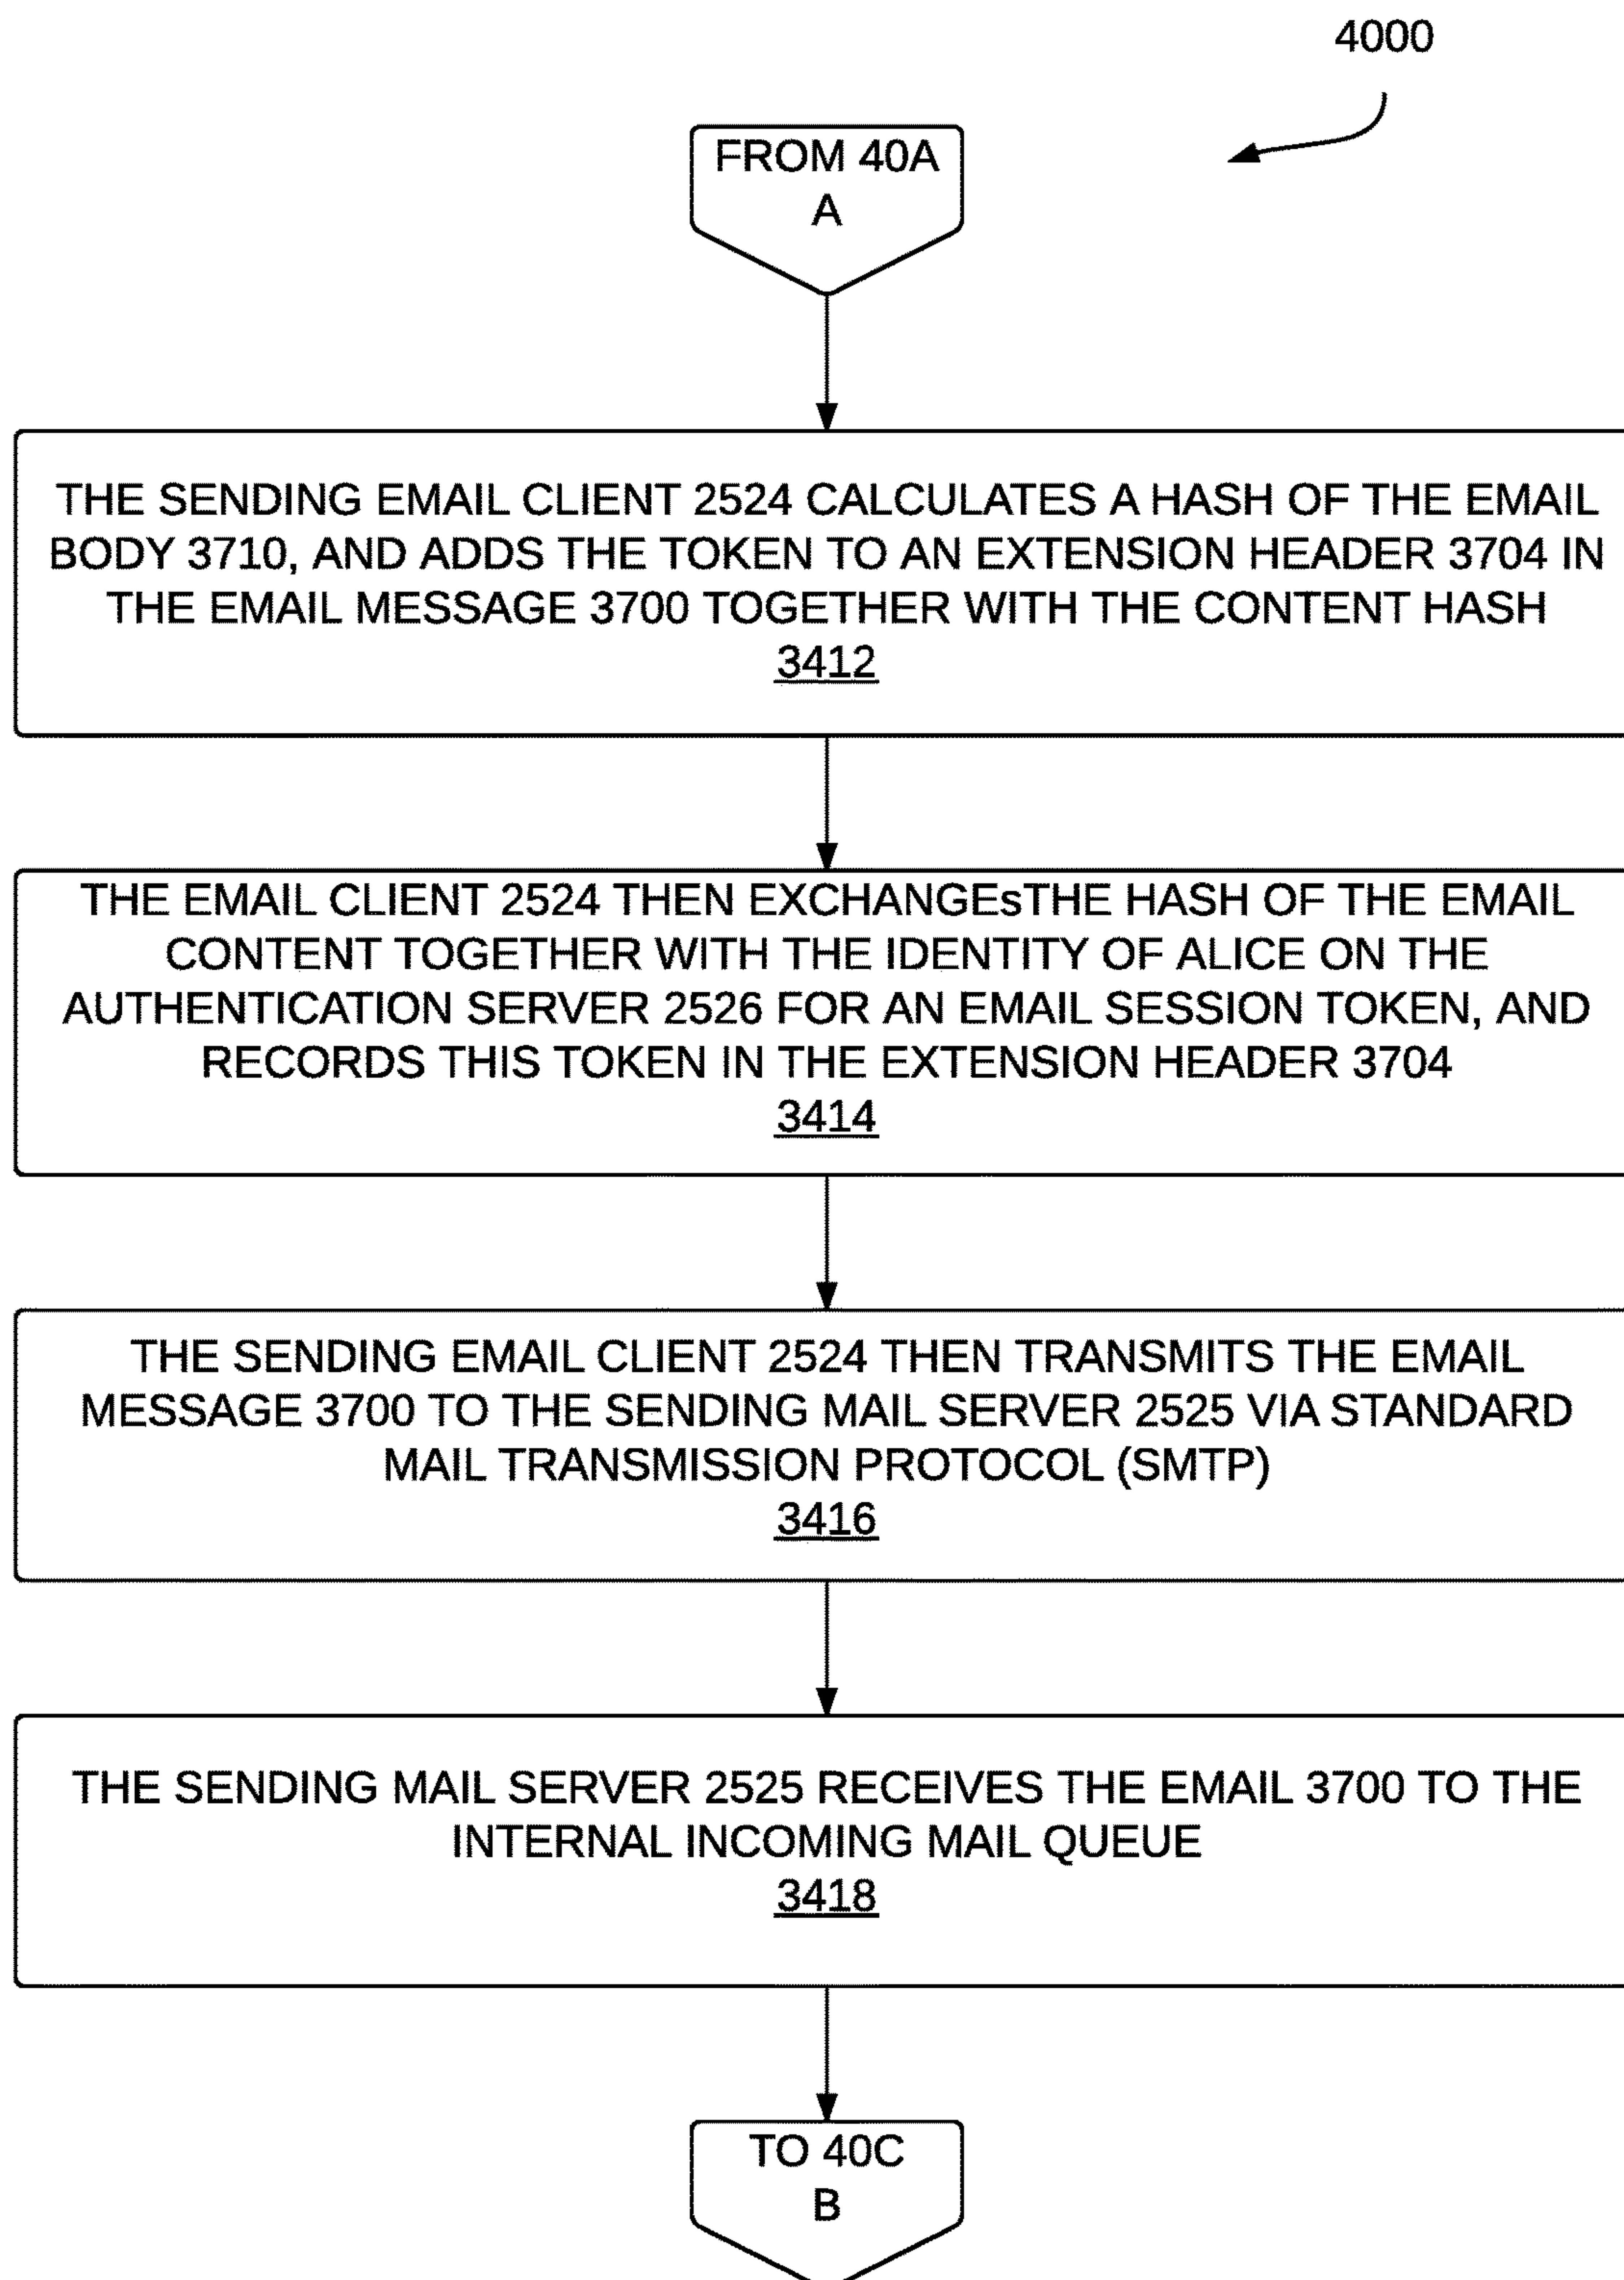 4000
FROM 40A
A
THE SENDING EMAIL CLIENT 2524 CALCULATES A HASH OF THE EMAIL
BODY 3710, AND ADDS THE TOKEN TO AN EXTENSION HEADER 3704 IN
THE EMAIL MESSAGE 3700 TOGETHER WITH THE CONTENT HASH
3412
THE EMAIL CLIENT 2524 THEN EXCHANGEsTHE HASH OF THE EMAIL
CONTENT TOGETHER WITH THE IDENTITY OF ALICE ON THE
AUTHENTICATION SERVER 2526 FOR AN EMAIL SESSION TOKEN, AND
RECORDS THIS TOKEN IN THE EXTENSION HEADER 3704
3414
THE SENDING EMAIL CLIENT 2524 THEN TRANSMITS THE EMAIL
MESSAGE 3700 TO THE SENDING MAIL SERVER 2525 VIA STANDARD
MAIL TRANSMISSION PROTOCOL (SMTP)
3416
THE SENDING MAIL SERVER 2525 RECEIVES THE EMAIL 3700 TO THE
INTERNAL INCOMING MAIL QUEUE
3418
TO 40C
B